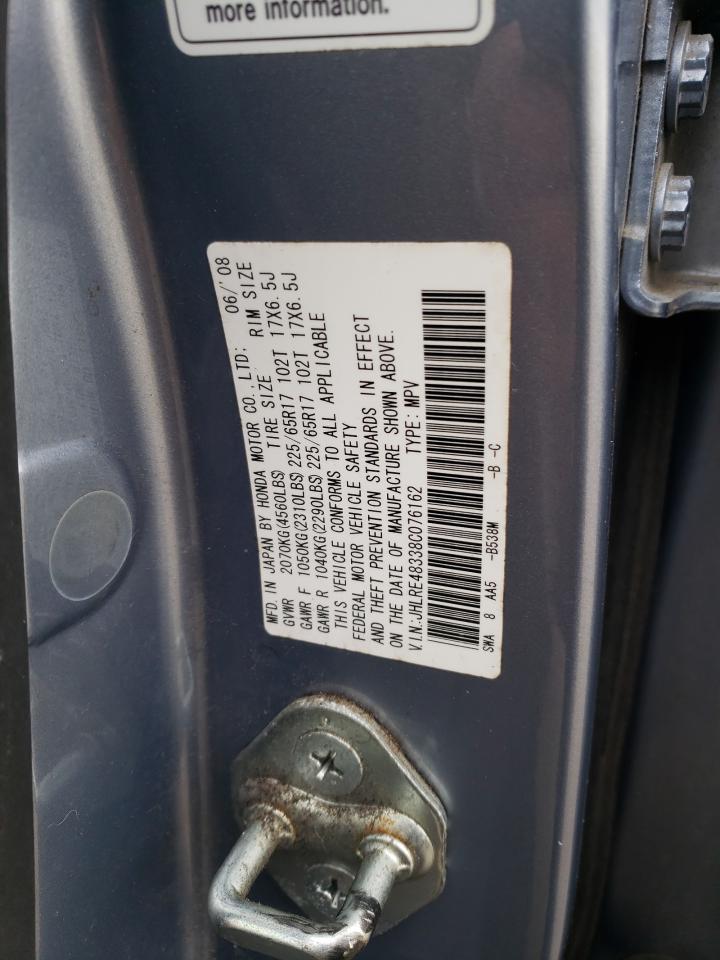 more information.
MFD. IN JAPAN BY HONDA MOTOR CO., LTD. 06/'08
GVWR 2070KG(4560LBS) TIRE SIZE RIM SIZE
GAWR F 1050KG(2310LBS) 225/65R17 102T 17X6.5J
GAWR R 1040KG(2290LBS) 225/65R17 102T 17X6.5J
THIS VEHICLE CONFORMS TO ALL APPLICABLE
FEDERAL MOTOR VEHICLE SAFETY
AND THEFT PREVENTION STANDARDS IN EFFECT
ON THE DATE OF MANUFACTURE SHOWN ABOVE.
V.I.N.:JHLRE48338C076162 TYPE: MPV
SWA 8 AA5 -B538M -B -C